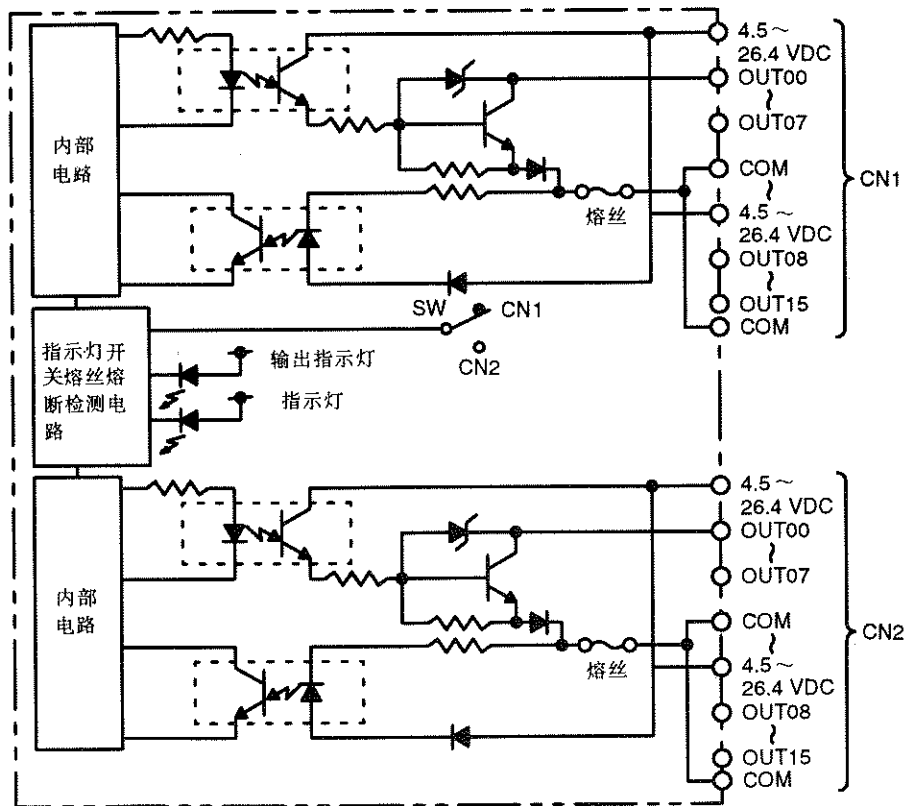 内部
电路
4.5～
26.4 VDC
OUT00
～
OUT07
COM
～
4.5～
26.4 VDC
OUT08
～
OUT15
COM
CN1
熔丝
SW
CN1
CN2
指示灯开
关熔丝熔
断检测电
路
输出指示灯
指示灯
内部
电路
4.5～
26.4 VDC
OUT00
～
OUT07
COM
～
4.5～
26.4 VDC
OUT08
～
OUT15
COM
CN2
熔丝